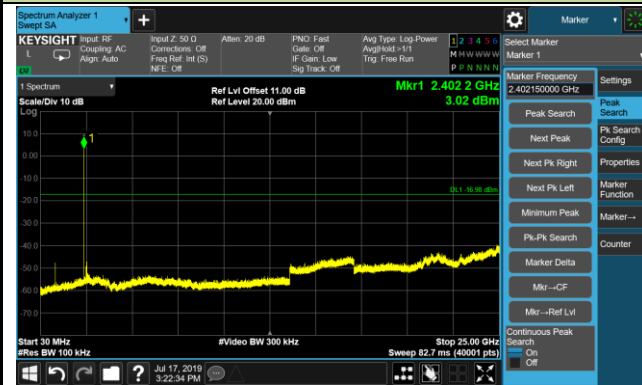 Spectrum Analyzer 1
Swept SA
Marker
KEYSIGHT
L
Input: RF
Coupling: AC
Align: Auto
Input Z: 50 Ω
Corrections: Off
Freq Ref: Int (S)
NFE: Off
Atten: 20 dB
PNO: Fast
Gate: Off
IF Gain: Low
Sig Track: Off
Avg Type: Log-Power
Avg|Hold:>1/1
Trig: Free Run
1 2 3 4 5 6
M W W W W W
P P N N N N
Select Marker
Marker 1
1 Spectrum
Scale/Div 10 dB
Log
Ref Lvl Offset 11.00 dB
Ref Level 20.00 dBm
Mkr1 2.402 2 GHz
3.02 dBm
1
10.0
0.00
-10.0
-20.0
-30.0
-40.0
-50.0
-60.0
-70.0
DL1 -16.98 dBm
Start 30 MHz
#Res BW 100 kHz
#Video BW 300 kHz
Stop 25.00 GHz
Sweep 82.7 ms (40001 pts)
Marker Frequency
2.402150000 GHz
Peak Search
Next Peak
Next Pk Right
Next Pk Left
Minimum Peak
Pk-Pk Search
Marker Delta
Mkr→CF
Mkr→Ref Lvl
Continuous Peak
Search
On
Off
Settings
Peak
Search
Pk Search
Config
Properties
Marker
Function
Marker→
Counter
Jul 17, 2019
3:22:34 PM